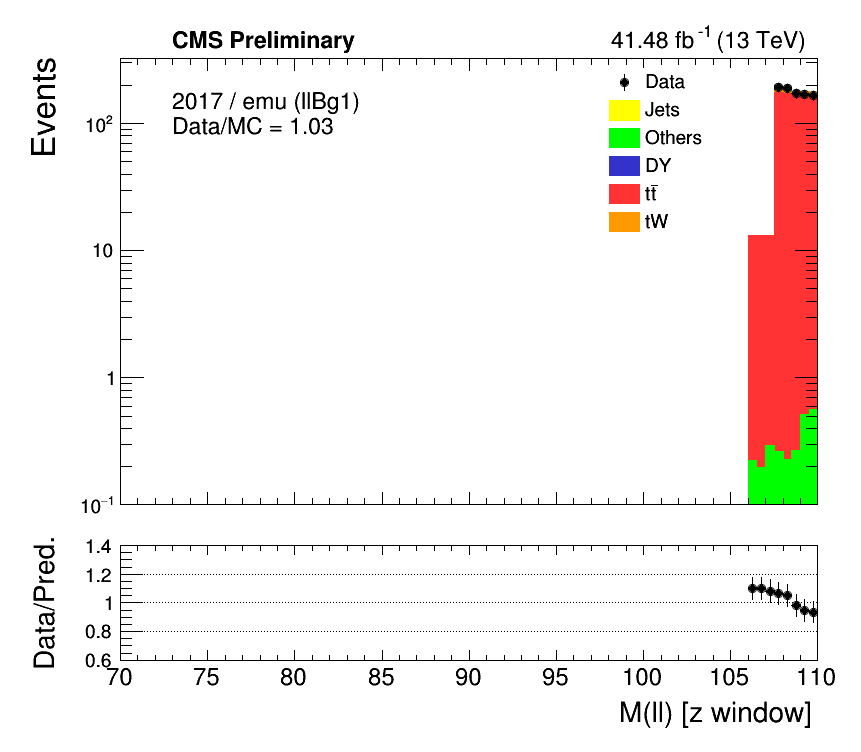 CMS Preliminary
41.48 fb⁻¹ (13 TeV)
Events
2017 / emu (llBg1)
Data/MC = 1.03
Data
Jets
Others
DY
tt̄
tW
10²
10
1
10⁻¹
Data/Pred.
1.4
1.2
1
0.8
0.6
70 75 80 85 90 95 100 105 110
M(ll) [z window]